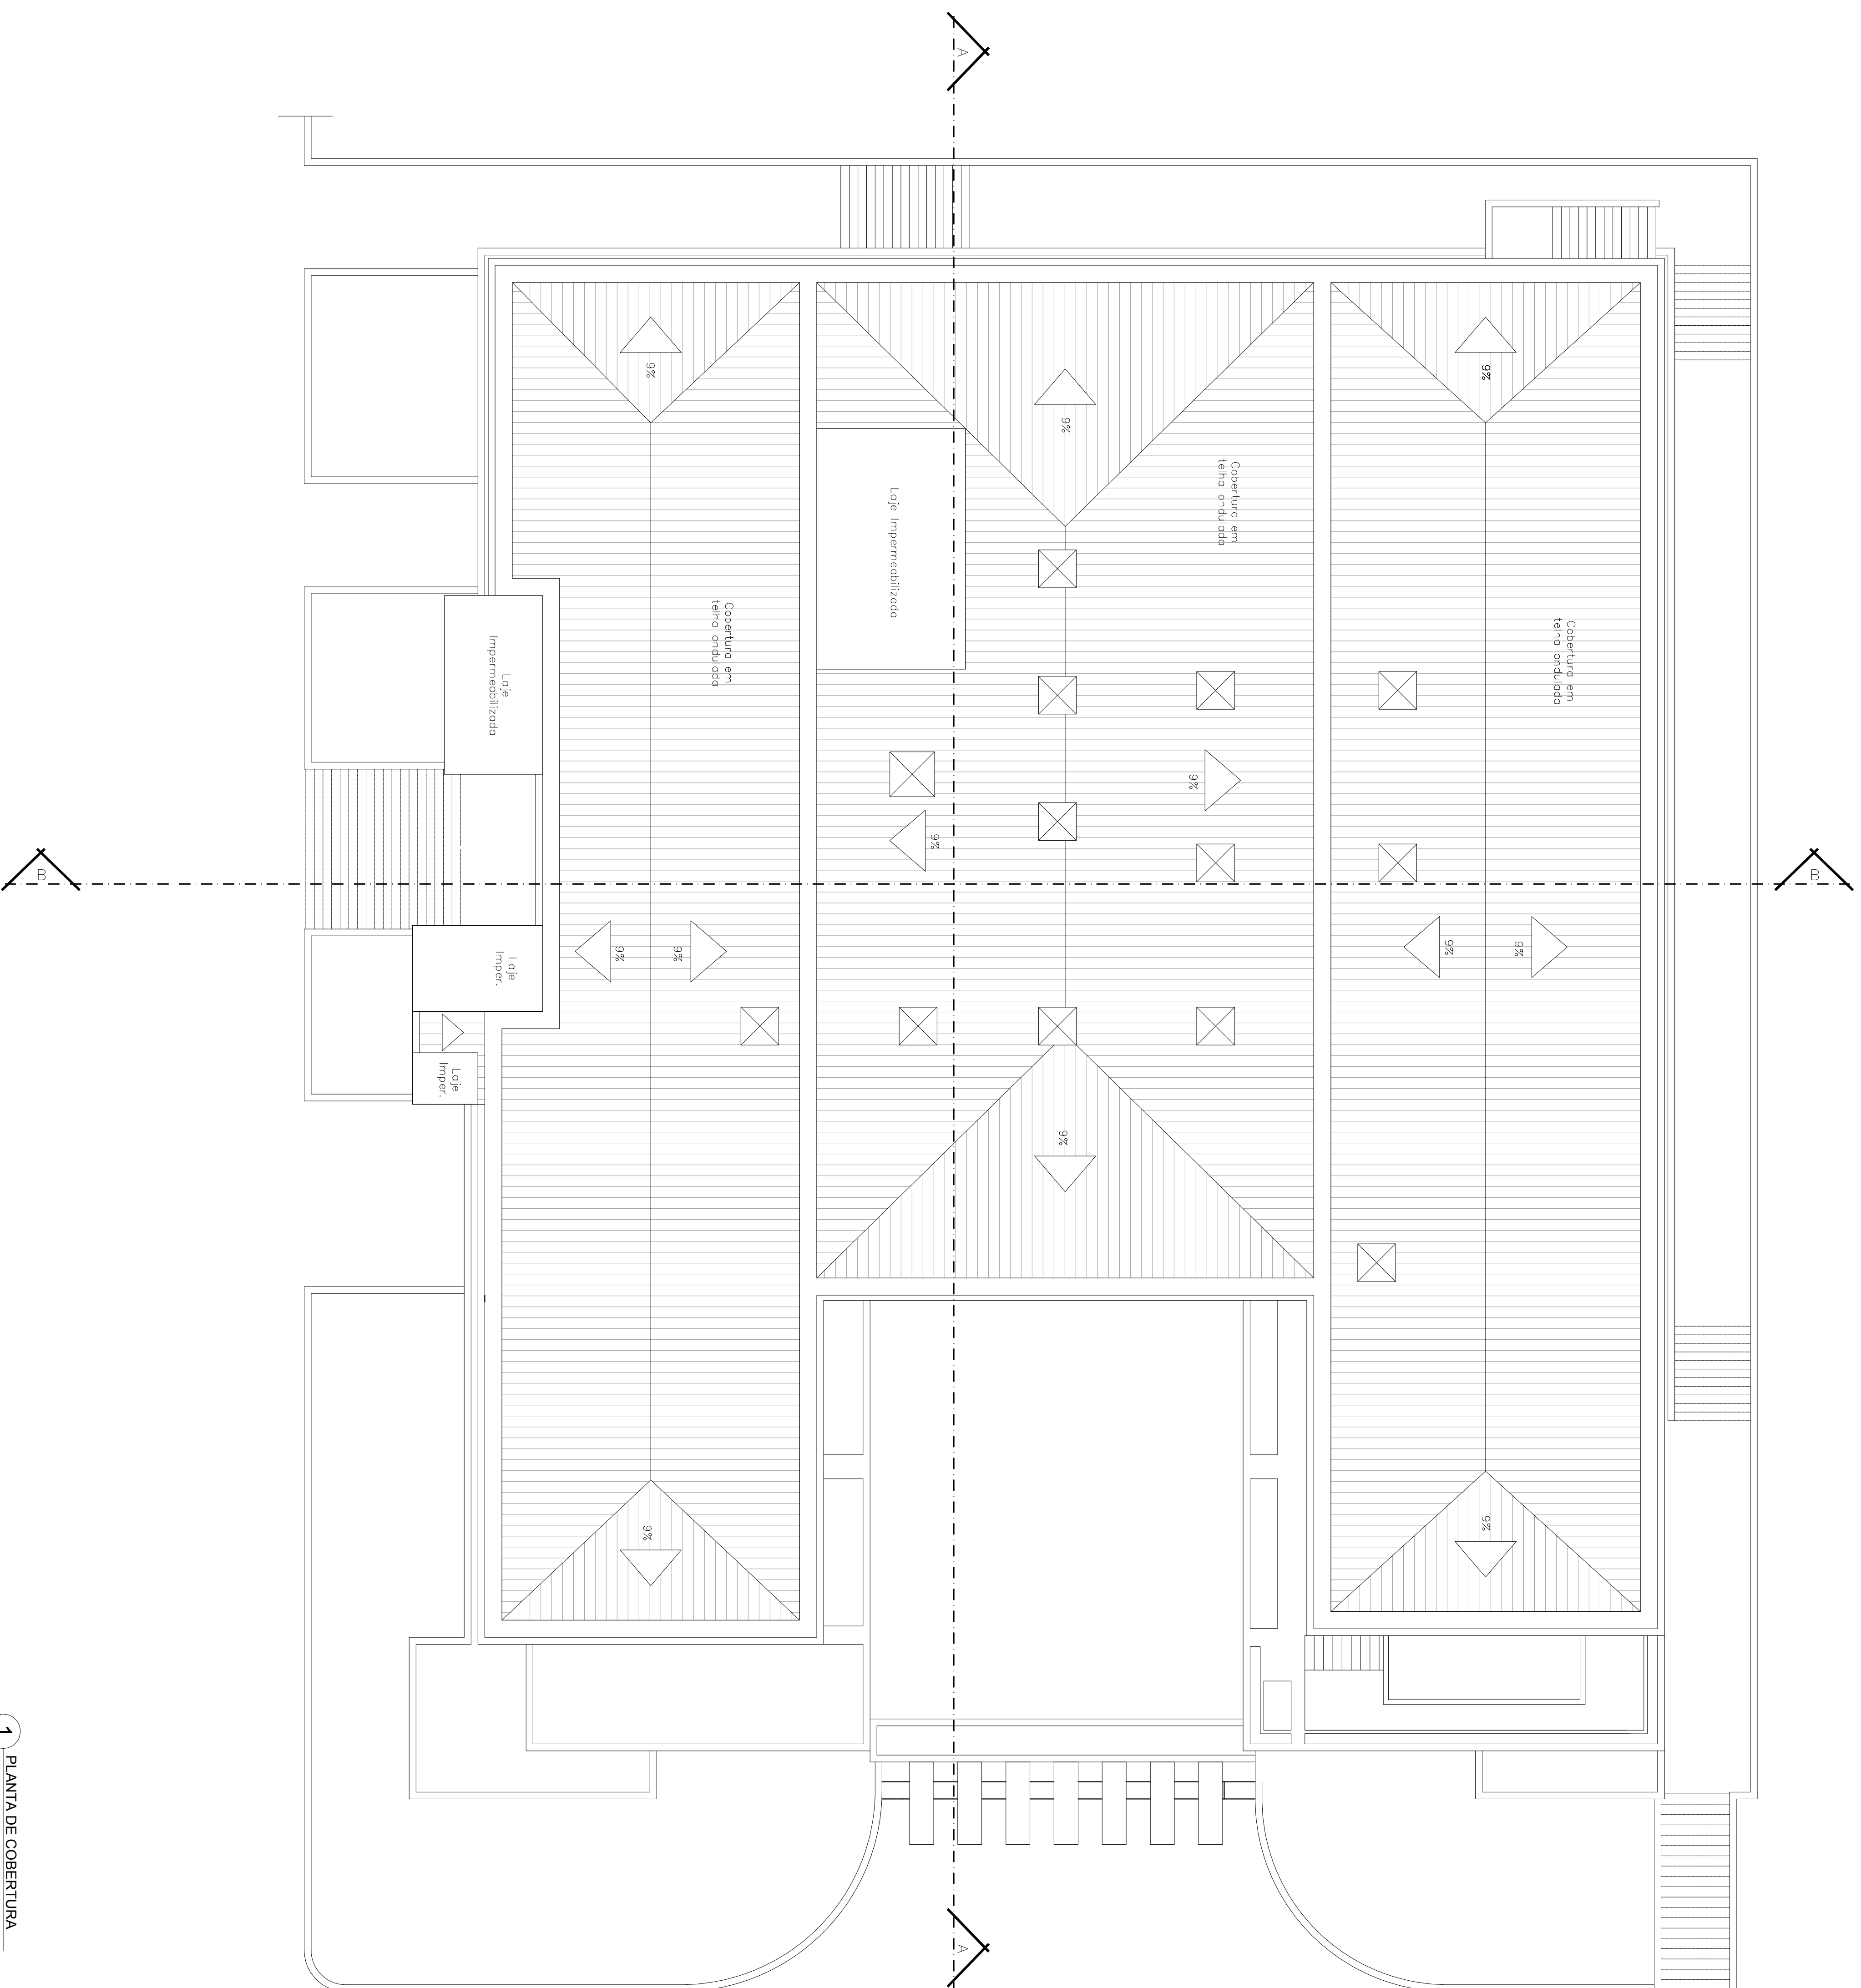 A
9%
9%
9%
Cobertura em
telha ondulada
Laje Impermeabilizada
Cobertura em
telha ondulada
Cobertura em
telha ondulada
Laje
Impermeabilizada
9%
9%
B
B
9%
9%
9%
9%
Laje
Imper.
Laje
Imper.
9%
9%
9%
1
PLANTA DE COBERTURA
A